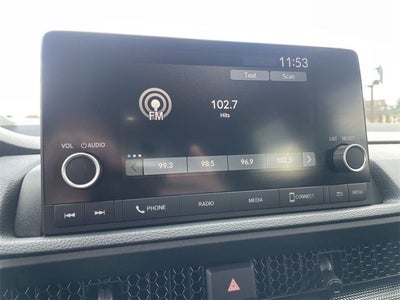 11:53
Text Scan
102.7
Hits
FM
VOL AUDIO
LIST SELECT
99.3 98.5 96.9 102.5
PHONE RADIO MEDIA CONNECT MENU